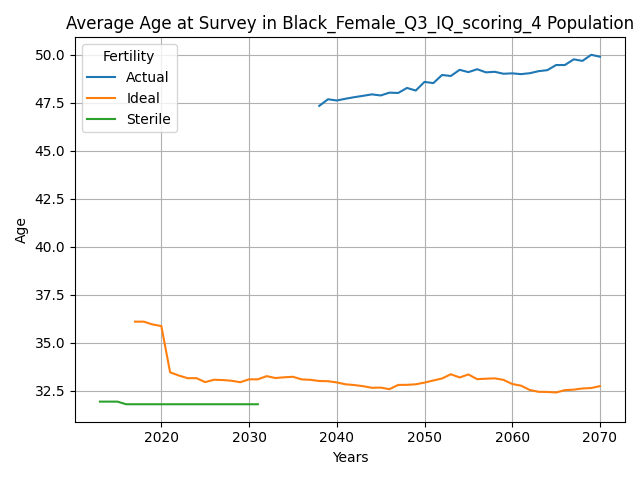 Average Age at Survey in Black_Female_Q3_IQ_scoring_4 Population
Fertility
Actual
Ideal
Sterile
50.0
47.5
45.0
42.5
40.0
37.5
35.0
32.5
Age
2020 2030 2040 2050 2060 2070
Years